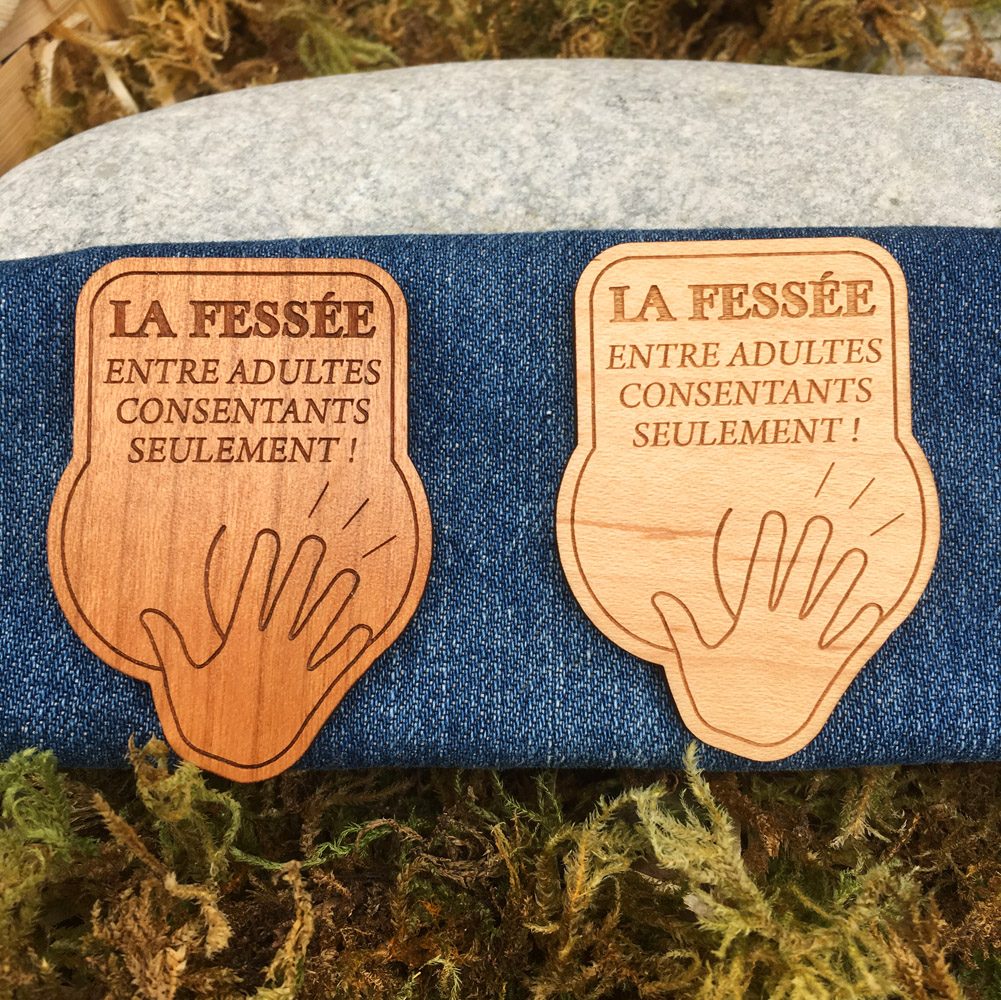 LA FESSÉE
ENTRE ADULTES
CONSENTANTS
SEULEMENT !
LA FESSÉE
ENTRE ADULTES
CONSENTANTS
SEULEMENT !